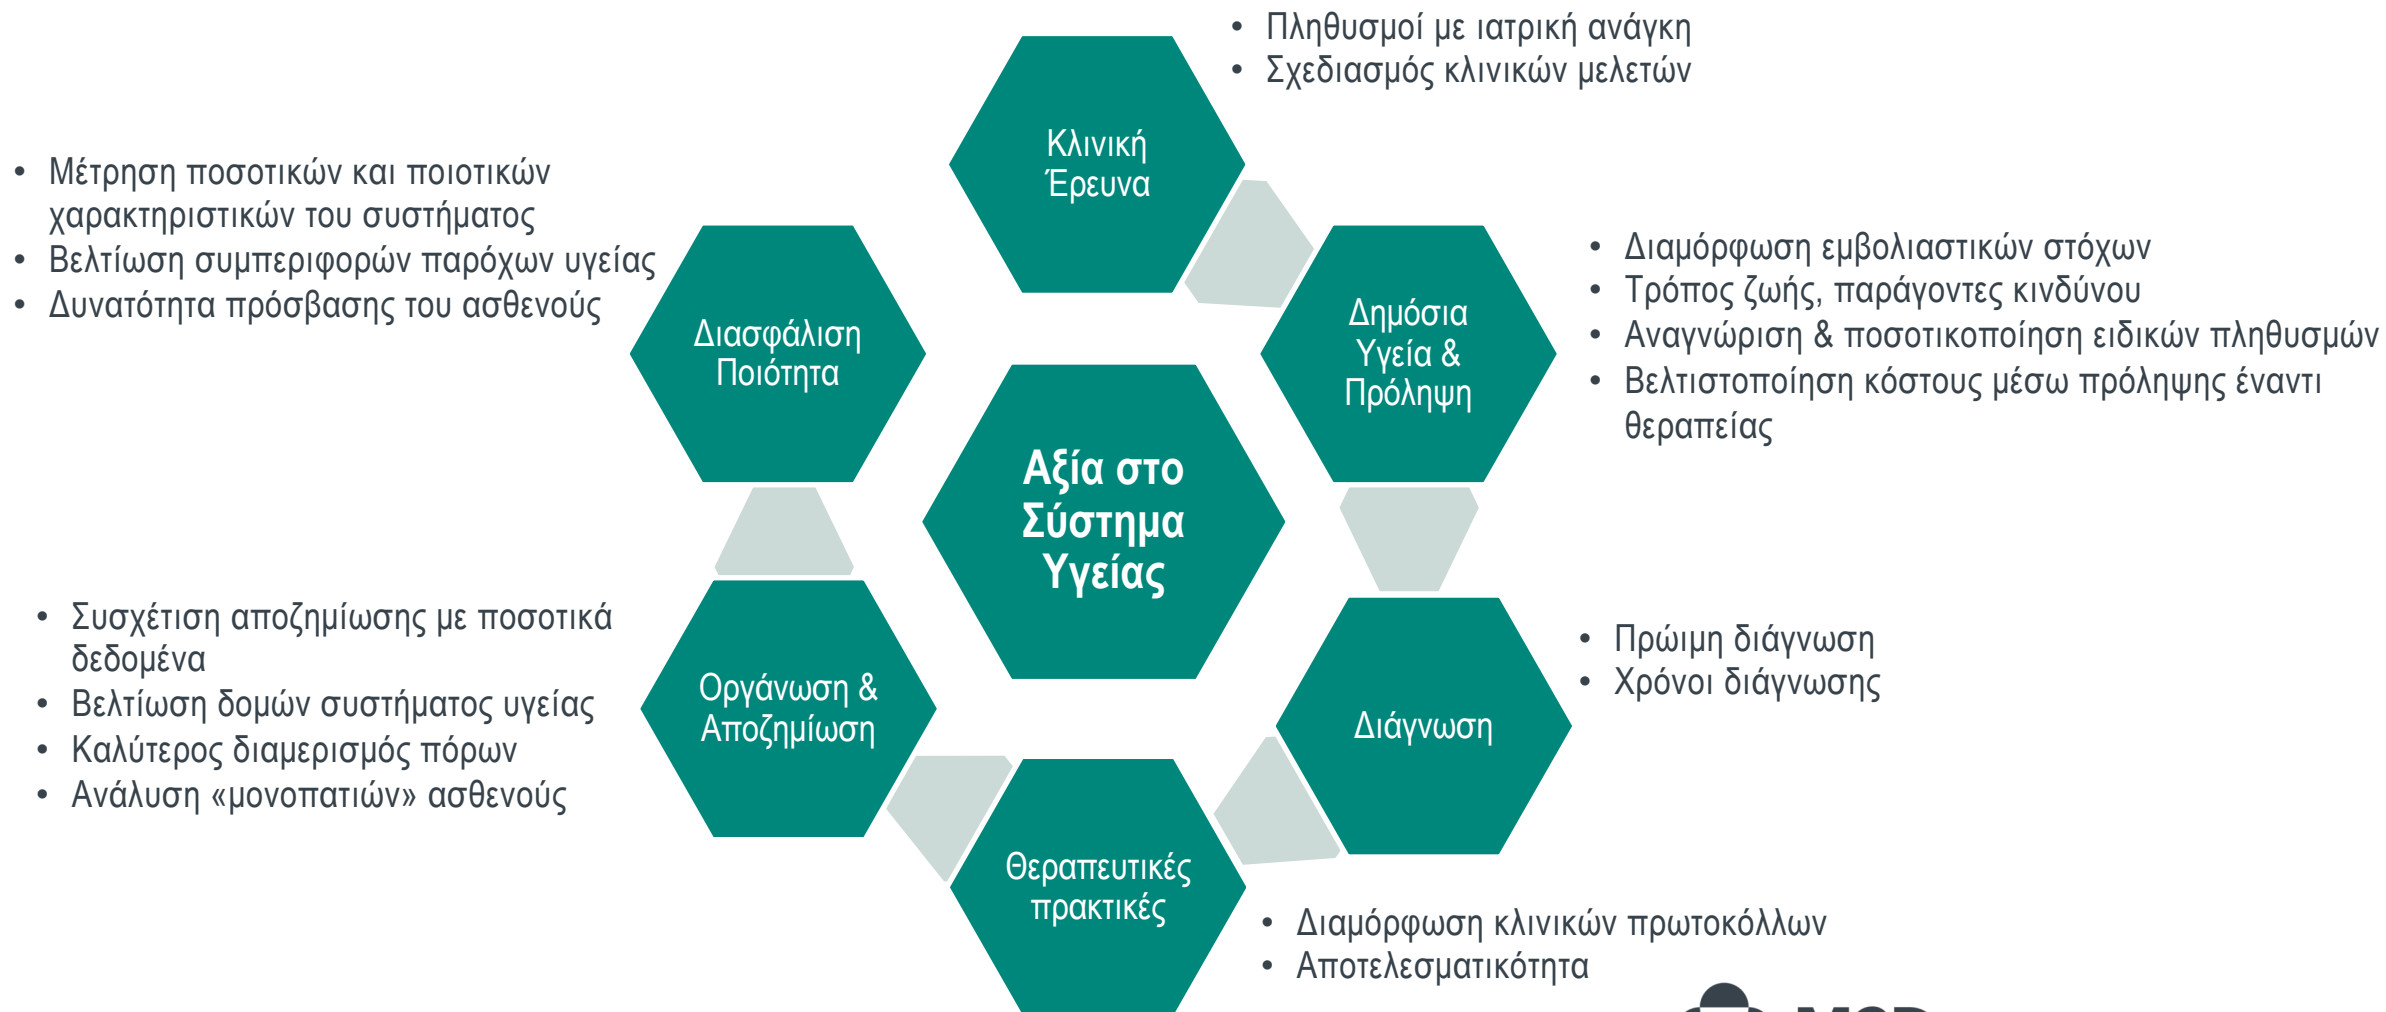 • Πληθυσμοί με ιατρική ανάγκη
• Σχεδιασμός κλινικών μελετών
Κλινική
Έρευνα
• Μέτρηση ποσοτικών και ποιοτικών
χαρακτηριστικών του συστήματος
• Βελτίωση συμπεριφορών παρόχων υγείας
• Δυνατότητα πρόσβασης του ασθενούς
Διασφάλιση
Ποιότητα
Δημόσια
Υγεία &
Πρόληψη
• Διαμόρφωση εμβολιαστικών στόχων
• Τρόπος ζωής, παράγοντες κινδύνου
• Αναγνώριση & ποσοτικοποίηση ειδικών πληθυσμών
• Βελτιστοποίηση κόστους μέσω πρόληψης έναντι
θεραπείας
Αξία στο
Σύστημα
Υγείας
• Συσχέτιση αποζημίωσης με ποσοτικά
δεδομένα
• Βελτίωση δομών συστήματος υγείας
• Καλύτερος διαμερισμός πόρων
• Ανάλυση «μονοπατιών» ασθενούς
Οργάνωση &
Αποζημίωση
Διάγνωση
• Πρώιμη διάγνωση
• Χρόνοι διάγνωσης
Θεραπευτικές
πρακτικές
• Διαμόρφωση κλινικών πρωτοκόλλων
• Αποτελεσματικότητα